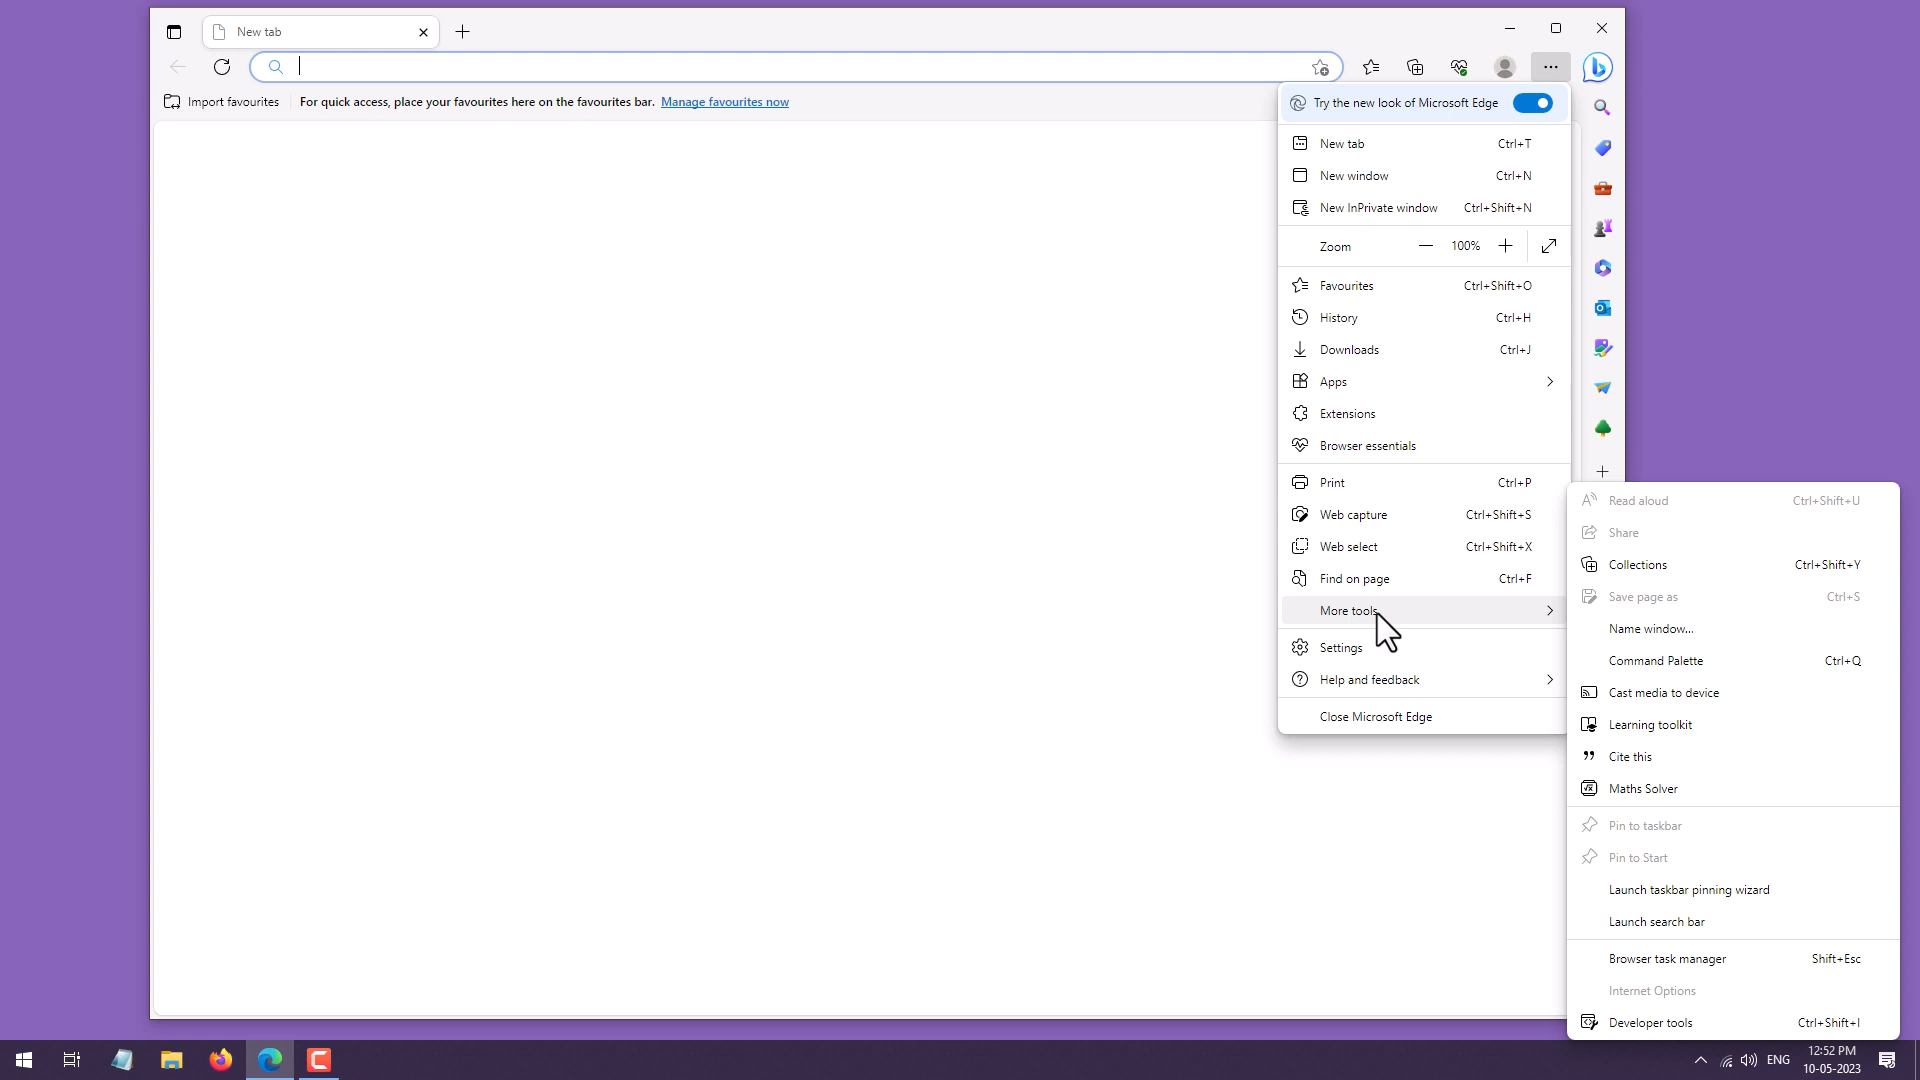 New tab
Import favourites
For quick access, place your favourites here on the favourites bar. Manage favourites now
Try the new look of Microsoft Edge
New tab Ctrl+T
New window Ctrl+N
New InPrivate window Ctrl+Shift+N
Zoom 100%
Favourites Ctrl+Shift+O
History Ctrl+H
Downloads Ctrl+J
Apps
Extensions
Browser essentials
Print Ctrl+P
Web capture Ctrl+Shift+S
Web select Ctrl+Shift+X
Find on page Ctrl+F
More tools
Settings
Help and feedback
Close Microsoft Edge
Read aloud Ctrl+Shift+U
Share
Collections Ctrl+Shift+Y
Save page as Ctrl+S
Name window...
Command Palette Ctrl+Q
Cast media to device
Learning toolkit
Cite this
Maths Solver
Pin to taskbar
Pin to Start
Launch taskbar pinning wizard
Launch search bar
Browser task manager Shift+Esc
Internet Options
Developer tools Ctrl+Shift+I
ENG
12:52 PM
10-05-2023